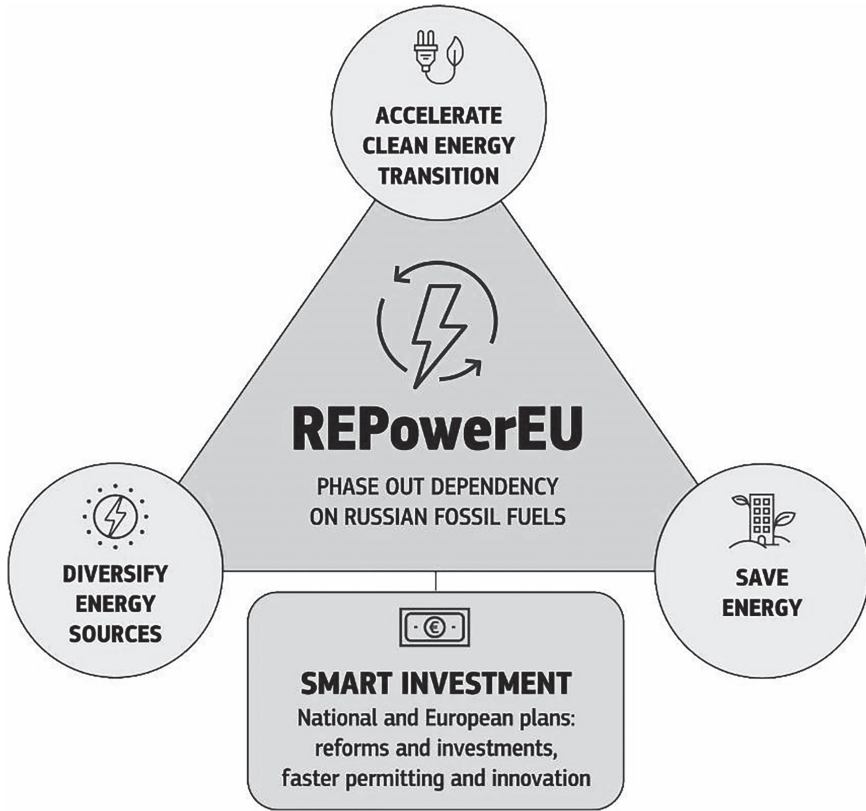 ACCELERATE
CLEAN ENERGY
TRANSITION
REPowerEU
PHASE OUT DEPENDENCY
ON RUSSIAN FOSSIL FUELS
DIVERSIFY
ENERGY
SOURCES
SAVE
ENERGY
€
SMART INVESTMENT
National and European plans:
reforms and investments,
faster permitting and innovation